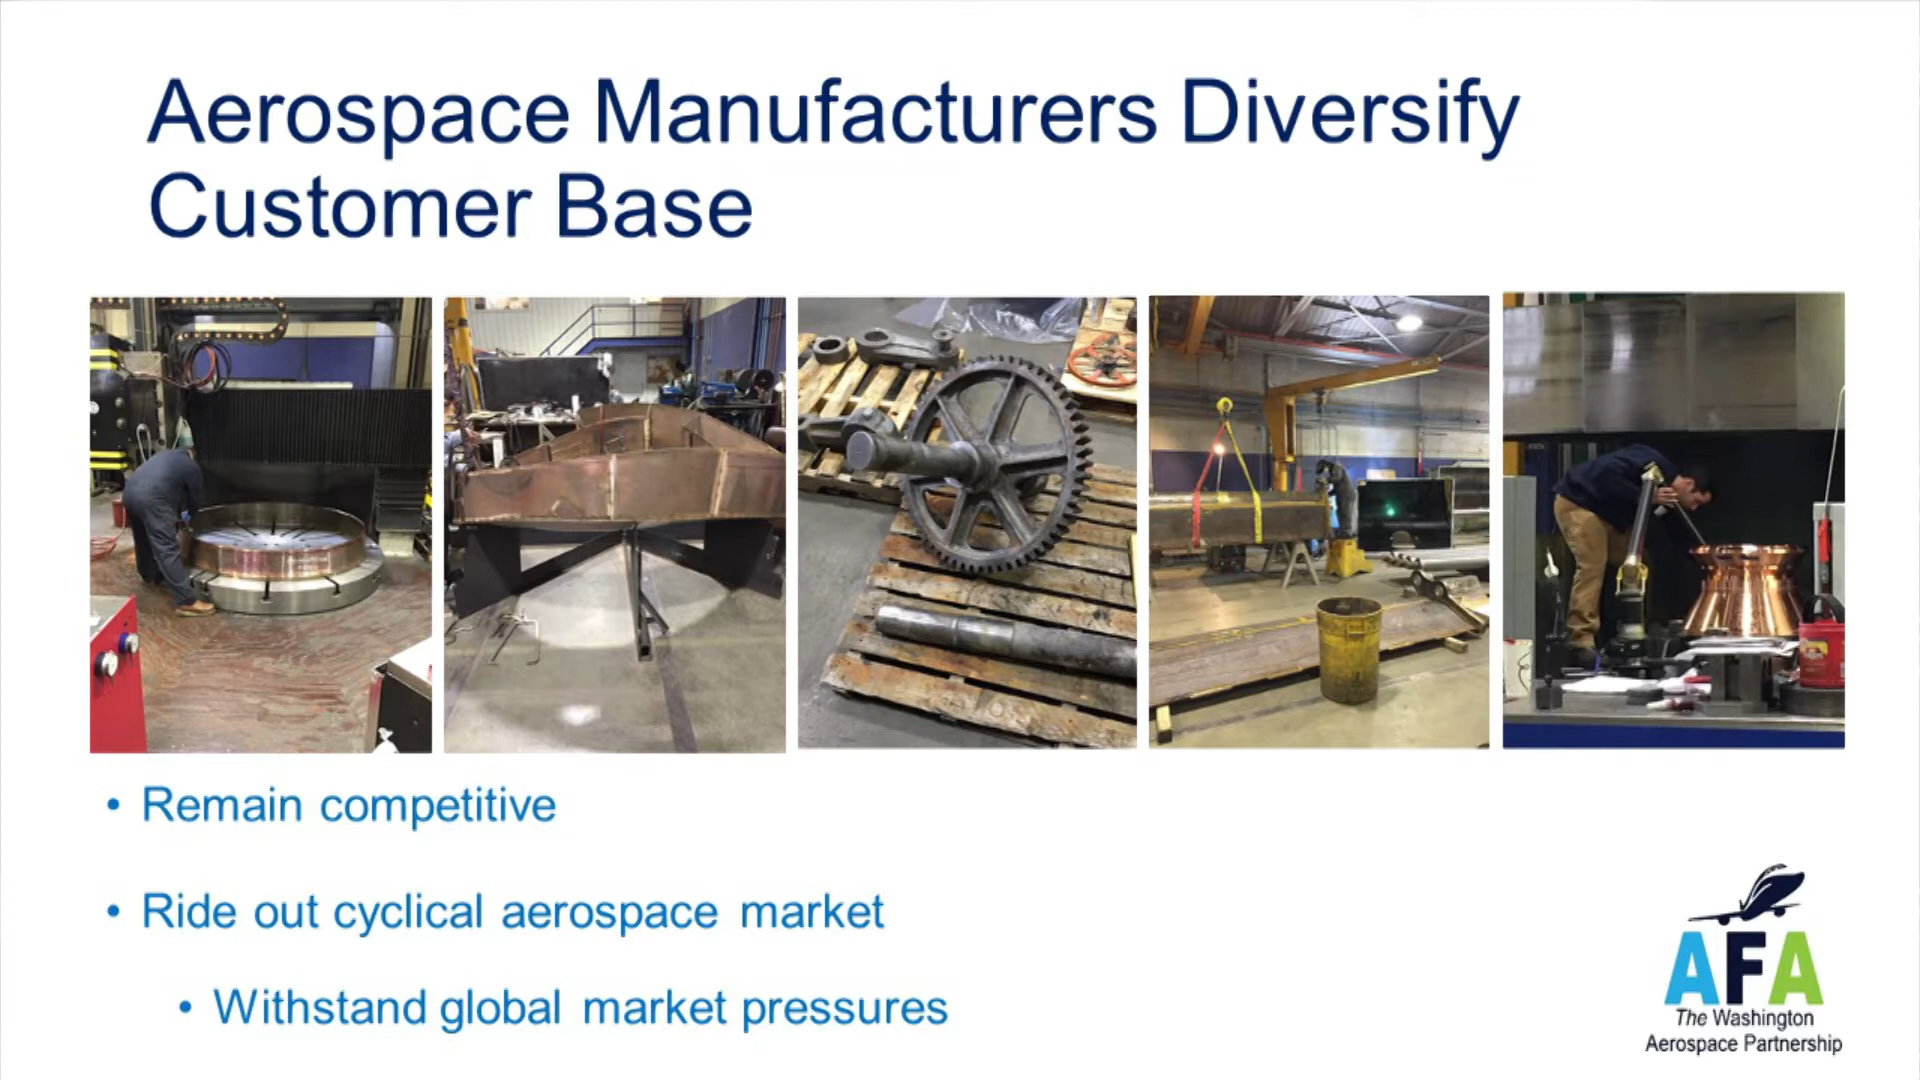 Aerospace Manufacturers Diversify
Customer Base
• Remain competitive
• Ride out cyclical aerospace market
• Withstand global market pressures
AFA
The Washington
Aerospace Partnership